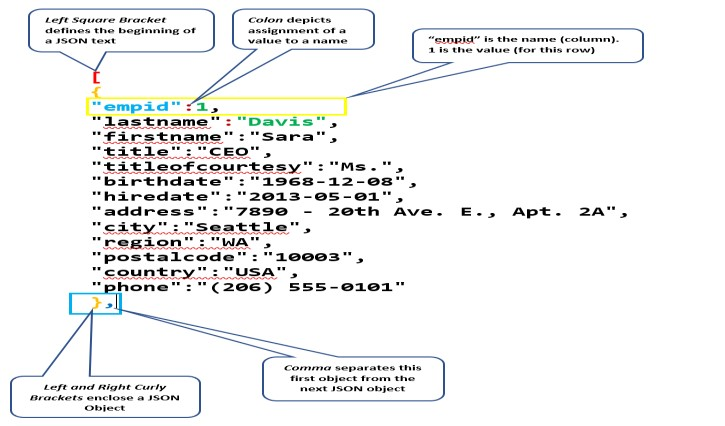 Left Square Bracket
defines the beginning of
a JSON text
Colon depicts
assignment of a
value to a name
“empid” is the name (column).
1 is the value (for this row)
[
{
"empid":1,
"lastname":"Davis",
"firstname":"Sara",
"title":"CEO",
"titleofcourtesy":"Ms.",
"birthdate":"1968-12-08",
"hiredate":"2013-05-01",
"address":"7890 - 20th Ave. E., Apt. 2A",
"city":"Seattle",
"region":"WA",
"postalcode":"10003",
"country":"USA",
"phone":"(206) 555-0101"
},
Comma separates this
first object from the
next JSON object
Left and Right Curly
Brackets enclose a JSON
Object